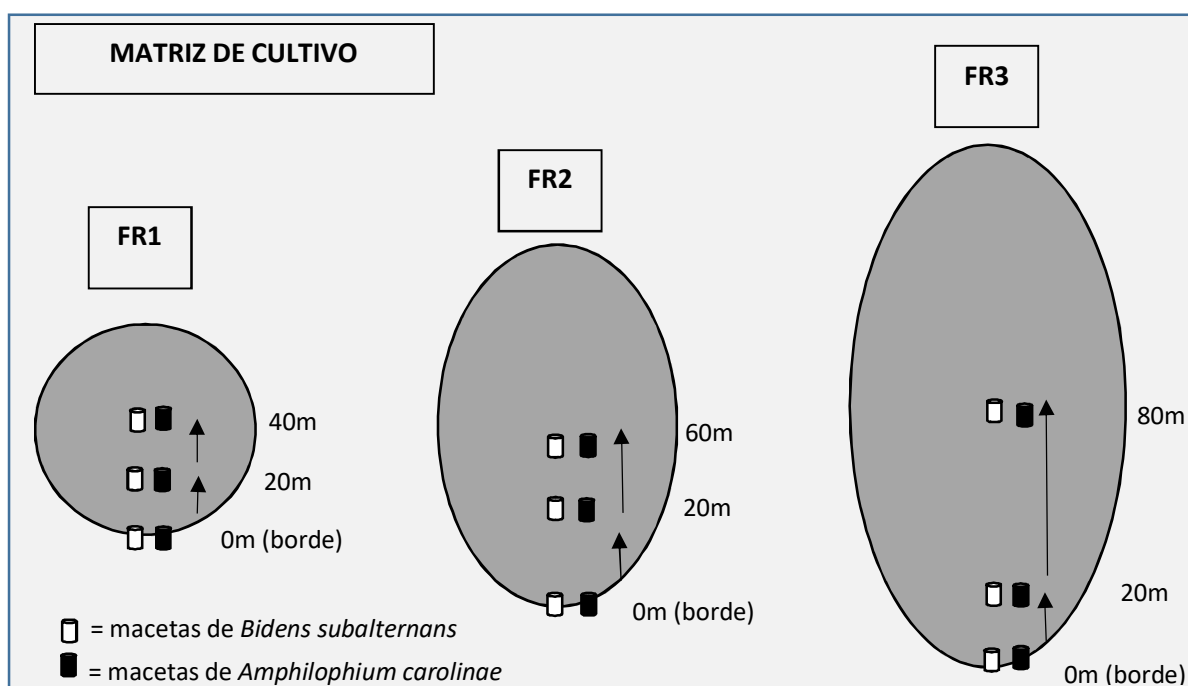 MATRIZ DE CULTIVO
FR1
40m
20m
0m (borde)
FR2
60m
20m
0m (borde)
FR3
80m
20m
0m (borde)
= macetas de Bidens subalternans
= macetas de Amphilophium carolinae